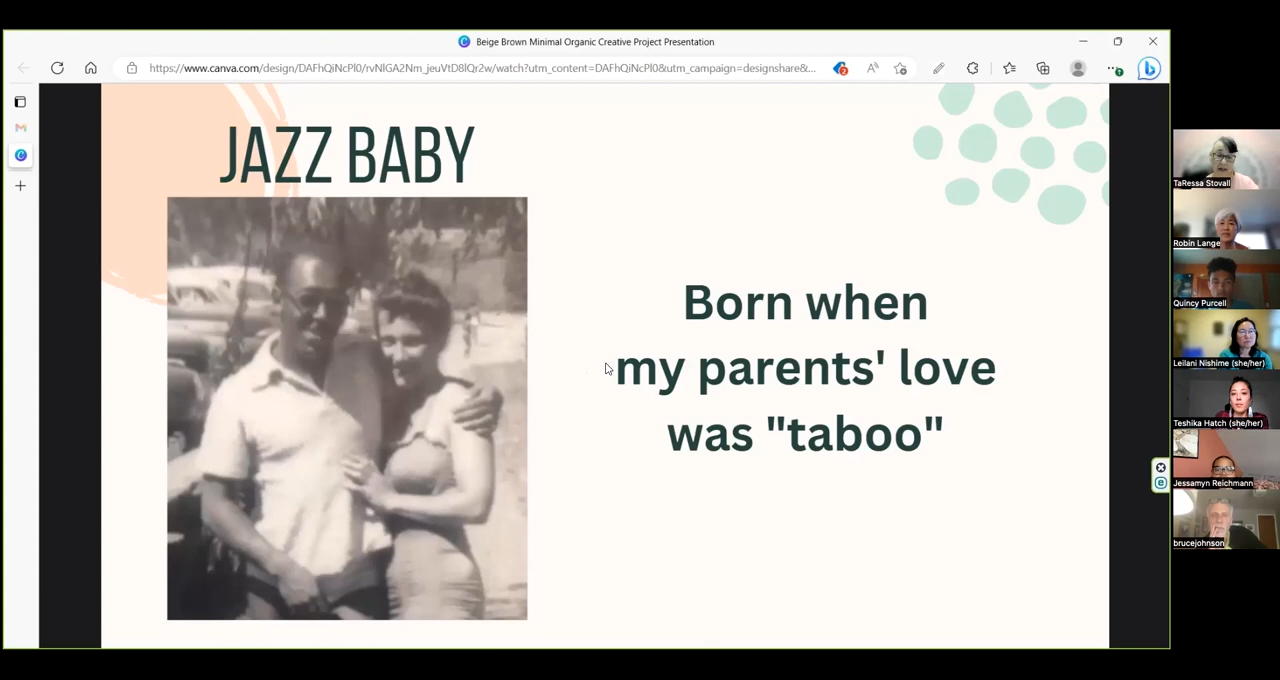 Beige Brown Minimal Organic Creative Project Presentation
https://www.canva.com/design/DAFhQiNcPl0/rvNlGA2Nm_jeuVtD8lQr2w/watch?utm_content=DAFhQiNcPl0&utm_campaign=designshare&...
2
JAZZ BABY
Born when
my parents' love
was "taboo"
TaRessa Stovall
Robin Lange
Quincy Purcell
Leilani Nishime (she/her)
Teshika Hatch (she/her)
Jessamyn Reichmann
brucejohnson